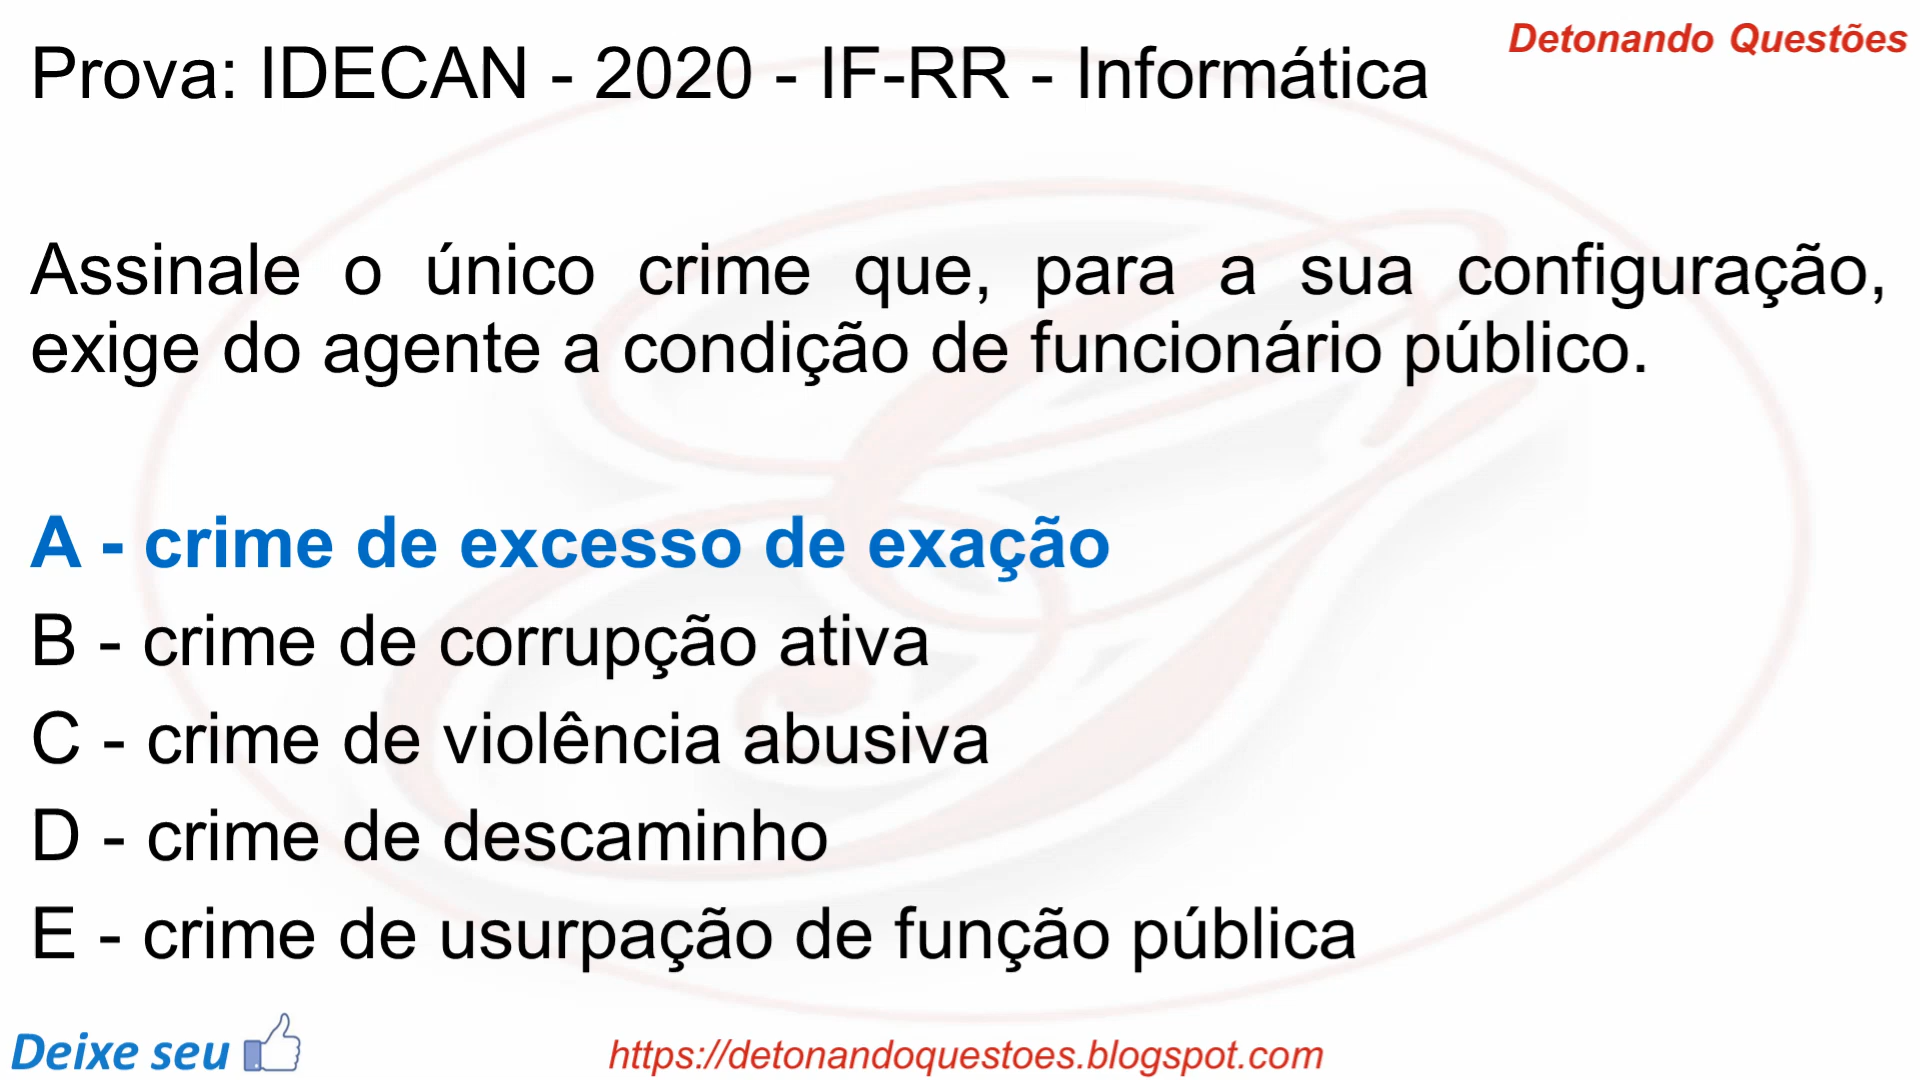 Detonando Questões
Prova: IDECAN - 2020 - IF-RR - Informática
Assinale o único crime que, para a sua configuração,
exige do agente a condição de funcionário público.
A - crime de excesso de exação
B - crime de corrupção ativa
C - crime de violência abusiva
D - crime de descaminho
E - crime de usurpação de função pública
Deixe seu
https://detonandoquestoes.blogspot.com